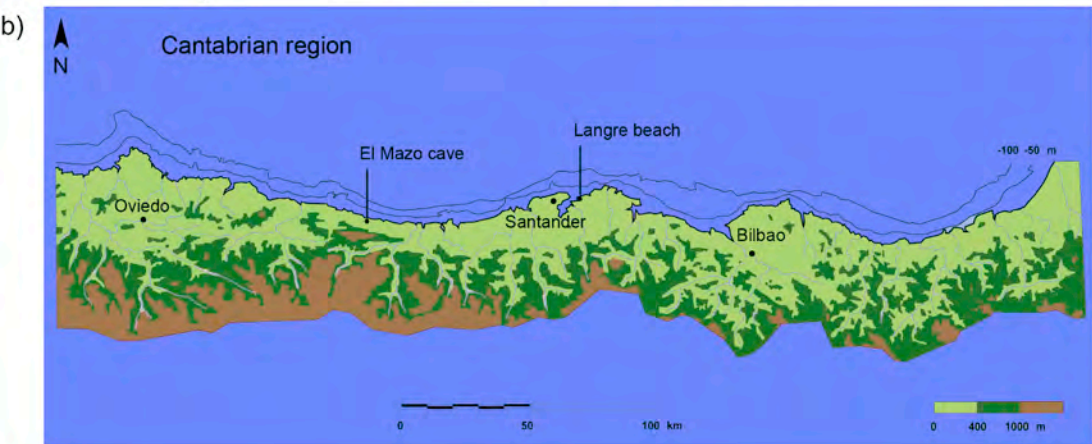 b)
N
Cantabrian region
Langre beach
El Mazo cave
-100 -50 m
Oviedo
Santander
Bilbao
0 50 100 km
0 400 1000 m